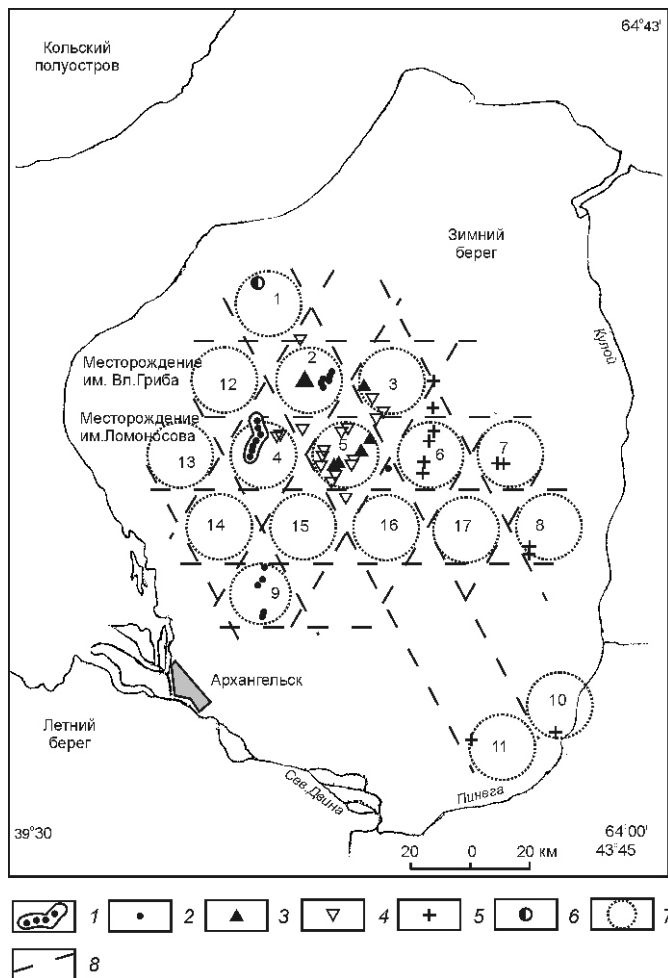 Кольский
полуостров
64°43'
Зимний
берег
Кулой
1
Месторождение
им. Вл.Гриба
2
3
12
Месторождение
им.Ломоносова
13
4
5
6
7
14
15
16
17
8
9
Архангельск
10
Летний
берег
11
Сев.Двина
Пинега
39°30
64°00
20 0 20 км
43°45
1 2 3 4 5 6 7
8